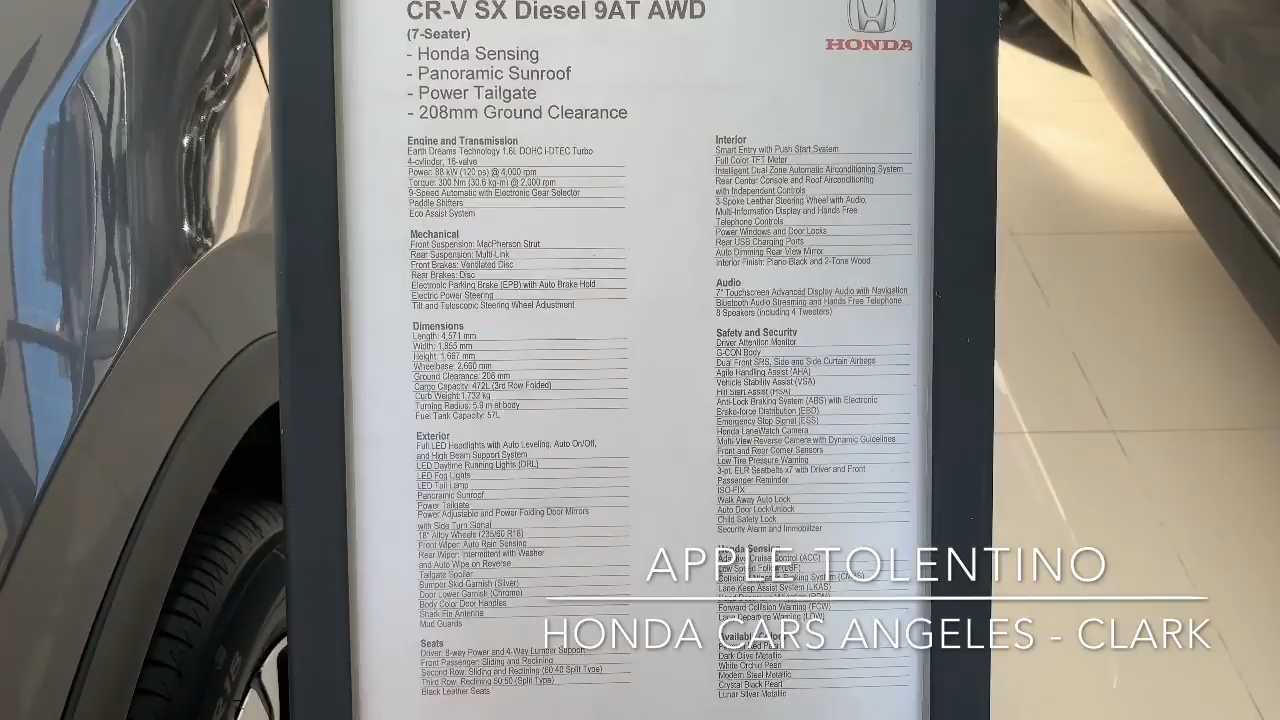 CR-V SX Diesel 9AT AWD
(7-Seater)
- Honda Sensing
- Panoramic Sunroof
- Power Tailgate
- 208mm Ground Clearance
HONDA
Engine and Transmission
Earth Dreams Technology 1.6L DOHC i-DTEC Turbo
4-cylinder, 16-valve
Power: 88 kW (120 ps) @ 4,000 rpm
Torque: 300 Nm (30.6 kg-m) @ 2,000 rpm
9-Speed Automatic with Electronic Gear Selector
Paddle Shifters
Eco Assist System
Mechanical
Front Suspension: MacPherson Strut
Rear Suspension: Multi-Link
Front Brakes: Ventilated Disc
Rear Brakes: Disc
Electronic Parking Brake (EPB) with Auto Brake Hold
Electric Power Steering
Tilt and Telescopic Steering Wheel Adjustment
Dimensions
Length: 4,571 mm
Width: 1,855 mm
Height: 1,667 mm
Wheelbase: 2,660 mm
Ground Clearance: 208 mm
Cargo Capacity: 472L (3rd Row Folded)
Curb Weight: 1,732 kg
Turning Radius: 5.9 m at body
Fuel Tank Capacity: 57L
Exterior
Full LED Headlights with Auto Leveling, Auto On/Off,
and High Beam Support System
LED Daytime Running Lights (DRL)
LED Fog Lights
LED Tail Lamp
Panoramic Sunroof
Power Tailgate
Power Adjustable and Power Folding Door Mirrors
with Side Turn Signal
18" Alloy Wheels (235/60 R18)
Front Wiper: Auto Rain Sensing
Rear Wiper: Intermittent with Washer
and Auto Wipe on Reverse
Tailgate Spoiler
Bumper Skid Garnish (Silver)
Door Lower Garnish (Chrome)
Body Color Door Handles
Shark Fin Antenna
Mud Guards
Seats
Driver: 8-way Power and 4-Way Lumbar Support
Front Passenger Sliding and Reclining
Second Row: Sliding and Reclining (60:40 Split Type)
Third Row: Reclining 50:50 (Split Type)
Black Leather Seats
Interior
Smart Entry with Push Start System
Full Color TFT Meter
Intelligent Dual Zone Automatic Airconditioning System
Rear Center Console and Roof Airconditioning
with Independent Controls
3-Spoke Leather Steering Wheel with Audio,
Multi-Information Display and Hands Free
Telephone Controls
Power Windows and Door Locks
Rear USB Charging Ports
Auto Dimming Rear View Mirror
Interior Finish: Piano Black and 2-Tone Wood
Audio
7" Touchscreen Advanced Display Audio with Navigation
Bluetooth Audio Streaming and Hands Free Telephone
8 Speakers (including 4 Tweeters)
Safety and Security
Driver Attention Monitor
G-CON Body
Dual Front SRS, Side and Side Curtain Airbags
Agile Handling Assist (AHA)
Vehicle Stability Assist (VSA)
Hill Start Assist (HSA)
Anti-Lock Braking System (ABS) with Electronic
Brake-force Distribution (EBD)
Emergency Stop Signal (ESS)
Honda LaneWatch Camera
Multi-View Reverse Camera with Dynamic Guidelines
Front and Rear Corner Sensors
Low Tire Pressure Warning
3-pt. ELR Seatbelts x7 with Driver and Front
Passenger Reminder
ISO-FIX
Walk Away Auto Lock
Auto Door Lock/Unlock
Child Safety Lock
Security Alarm and Immobilizer
Honda Sensing
Adaptive Cruise Control (ACC)
Low Speed Follow (LSF)
Lane Keep Assist System (LKAS)
Forward Collision Warning (FCW)
Lane Departure Warning (LDW)
Dark Olive Metallic
White Orchid Pearl
Modern Steel Metallic
Crystal Black Pearl
Lunar Silver Metallic
APPLE TOLENTINO
HONDA CARS ANGELES - CLARK